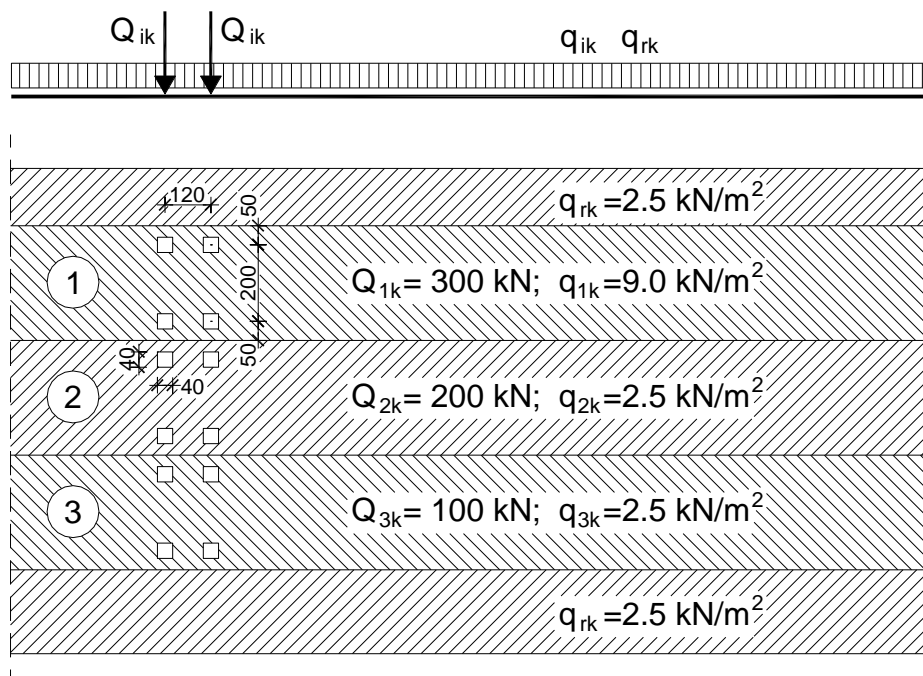 Q ik Q ik q ik q rk
120
50
q rk =2.5 kN/m²
1
200
Q 1k = 300 kN; q 1k =9.0 kN/m²
50
40
40
2
Q 2k = 200 kN; q 2k =2.5 kN/m²
3
Q 3k = 100 kN; q 3k =2.5 kN/m²
q rk =2.5 kN/m²